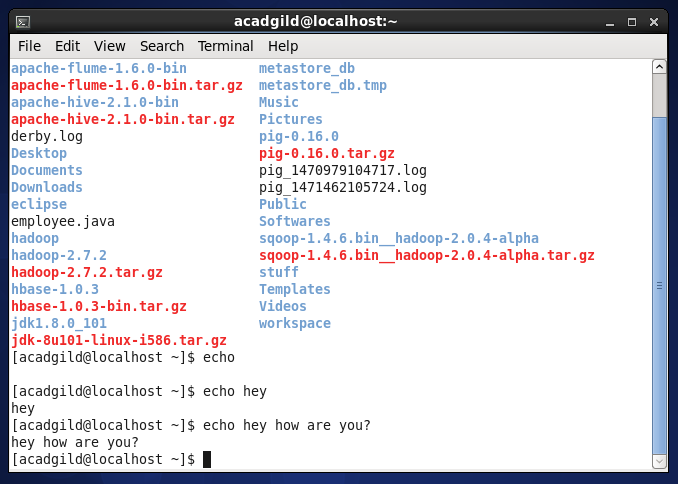 acadgild@localhost:~
File Edit View Search Terminal Help
apache-flume-1.6.0-bin metastore_db
apache-flume-1.6.0-bin.tar.gz metastore_db.tmp
apache-hive-2.1.0-bin Music
apache-hive-2.1.0-bin.tar.gz Pictures
derby.log pig-0.16.0
Desktop pig-0.16.0.tar.gz
Documents pig_1470979104717.log
Downloads pig_1471462105724.log
eclipse Public
employee.java Softwares
hadoop sqoop-1.4.6.bin__hadoop-2.0.4-alpha
hadoop-2.7.2 sqoop-1.4.6.bin__hadoop-2.0.4-alpha.tar.gz
hadoop-2.7.2.tar.gz stuff
hbase-1.0.3 Templates
hbase-1.0.3-bin.tar.gz Videos
jdk1.8.0_101 workspace
jdk-8u101-linux-i586.tar.gz
[acadgild@localhost ~]$ echo
[acadgild@localhost ~]$ echo hey
hey
[acadgild@localhost ~]$ echo hey how are you?
hey how are you?
[acadgild@localhost ~]$